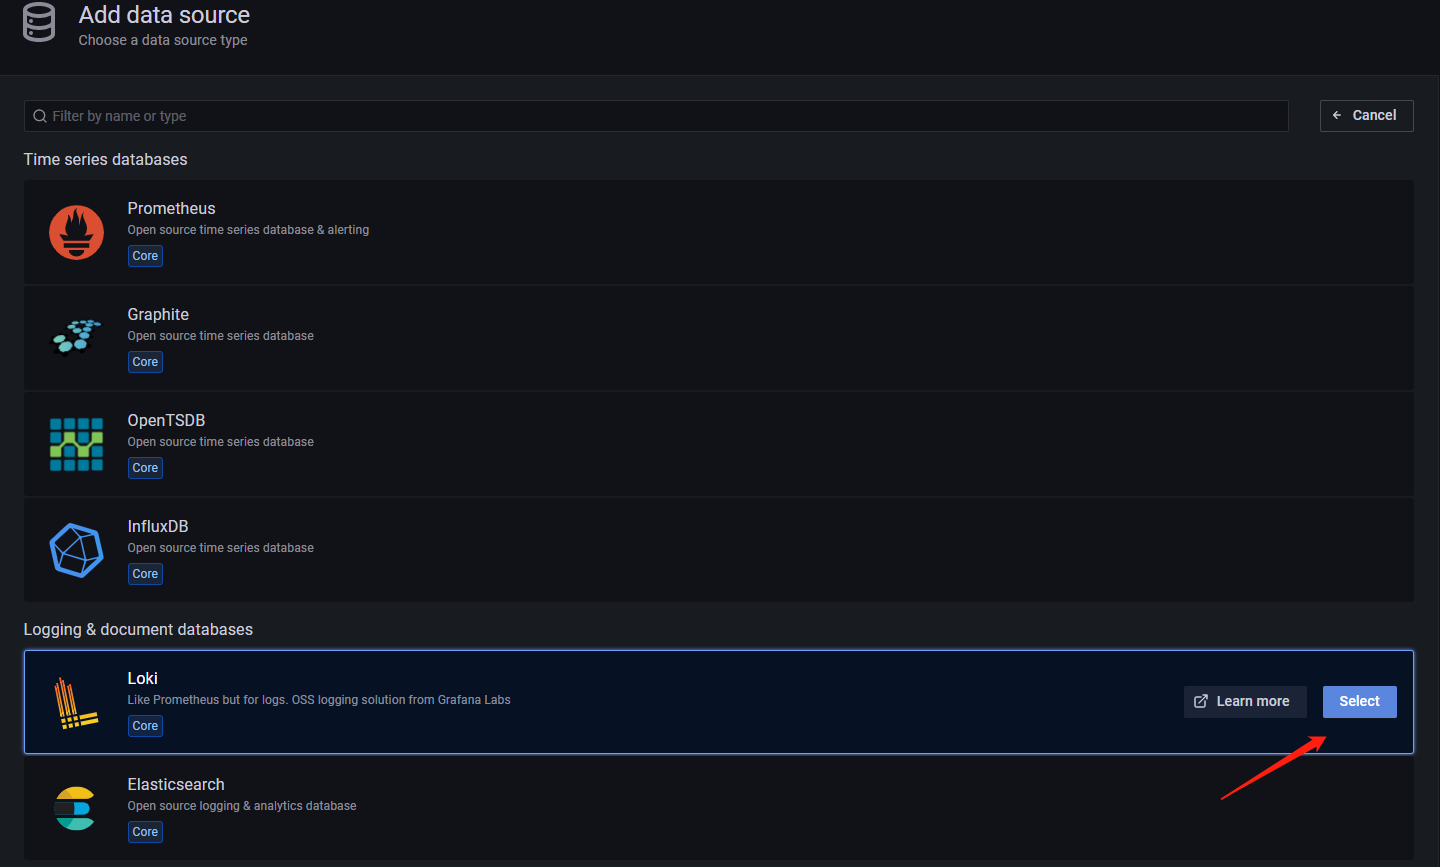 Add data source
Choose a data source type
Filter by name or type
Cancel
Time series databases
Prometheus
Open source time series database & alerting
Core
Graphite
Open source time series database
Core
OpenTSDB
Open source time series database
Core
InfluxDB
Open source time series database
Core
Logging & document databases
Loki
Like Prometheus but for logs. OSS logging solution from Grafana Labs
Core
Learn more
Select
Elasticsearch
Open source logging & analytics database
Core